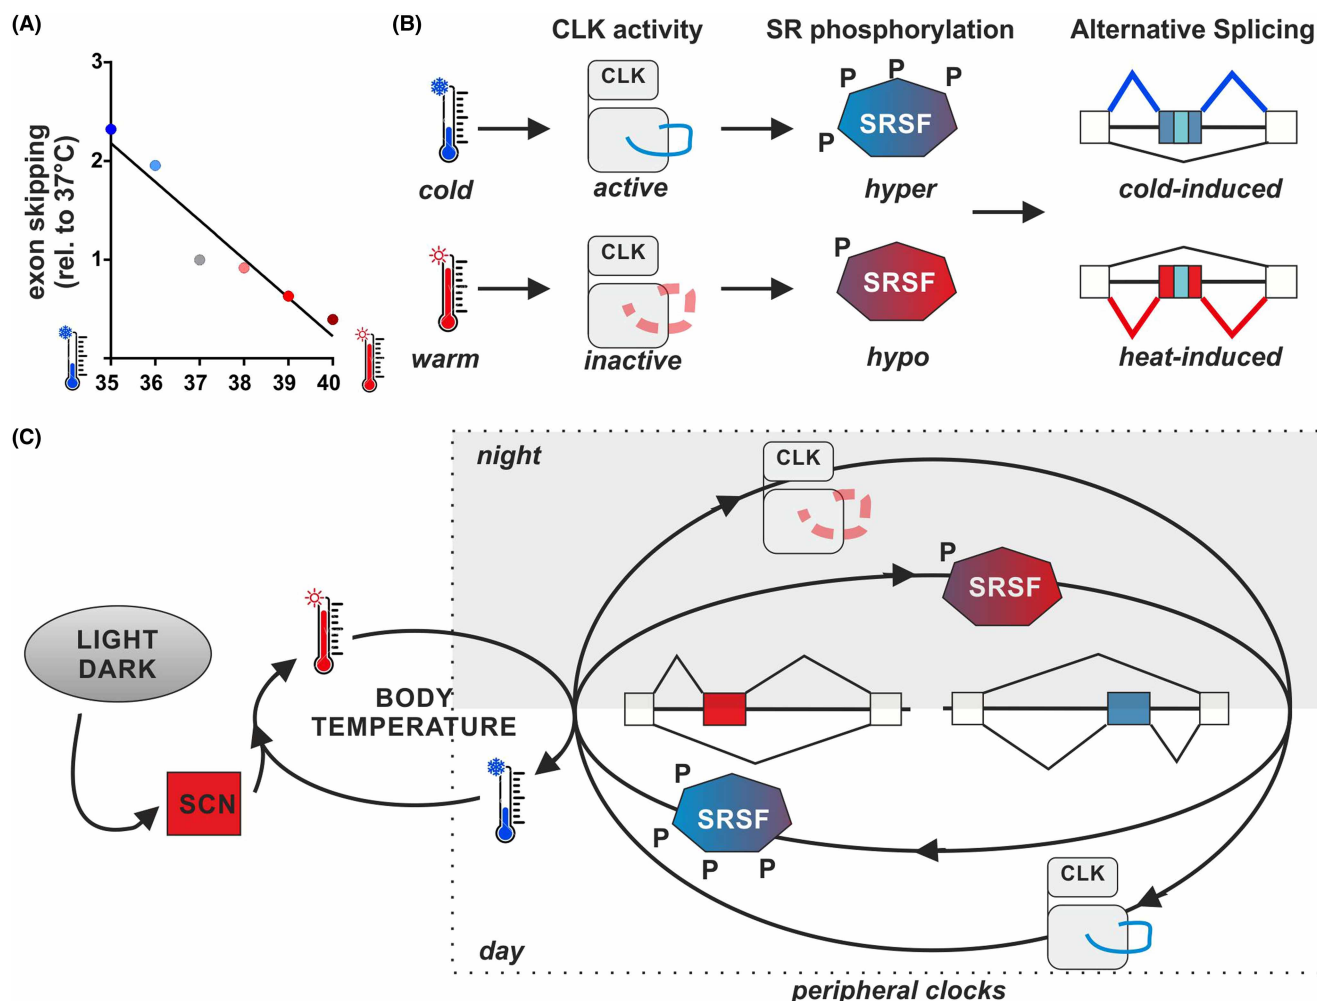 (A)
exon skipping
(rel. to 37°C)
3
2
1
35 36 37 38 39 40
(B)
CLK activity
SR phosphorylation
Alternative Splicing
cold
CLK
active
P P P P
SRSF
hyper
cold-induced
warm
CLK
inactive
P
SRSF
hypo
heat-induced
(C)
night
CLK
P
SRSF
LIGHT
DARK
SCN
BODY
TEMPERATURE
P
SRSF
P
P P
CLK
day
peripheral clocks